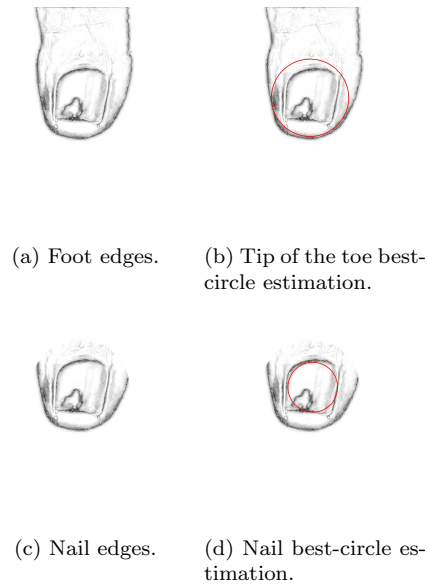 (a) Foot edges.
(b) Tip of the toe best-
circle estimation.
(c) Nail edges.
(d) Nail best-circle es-
timation.